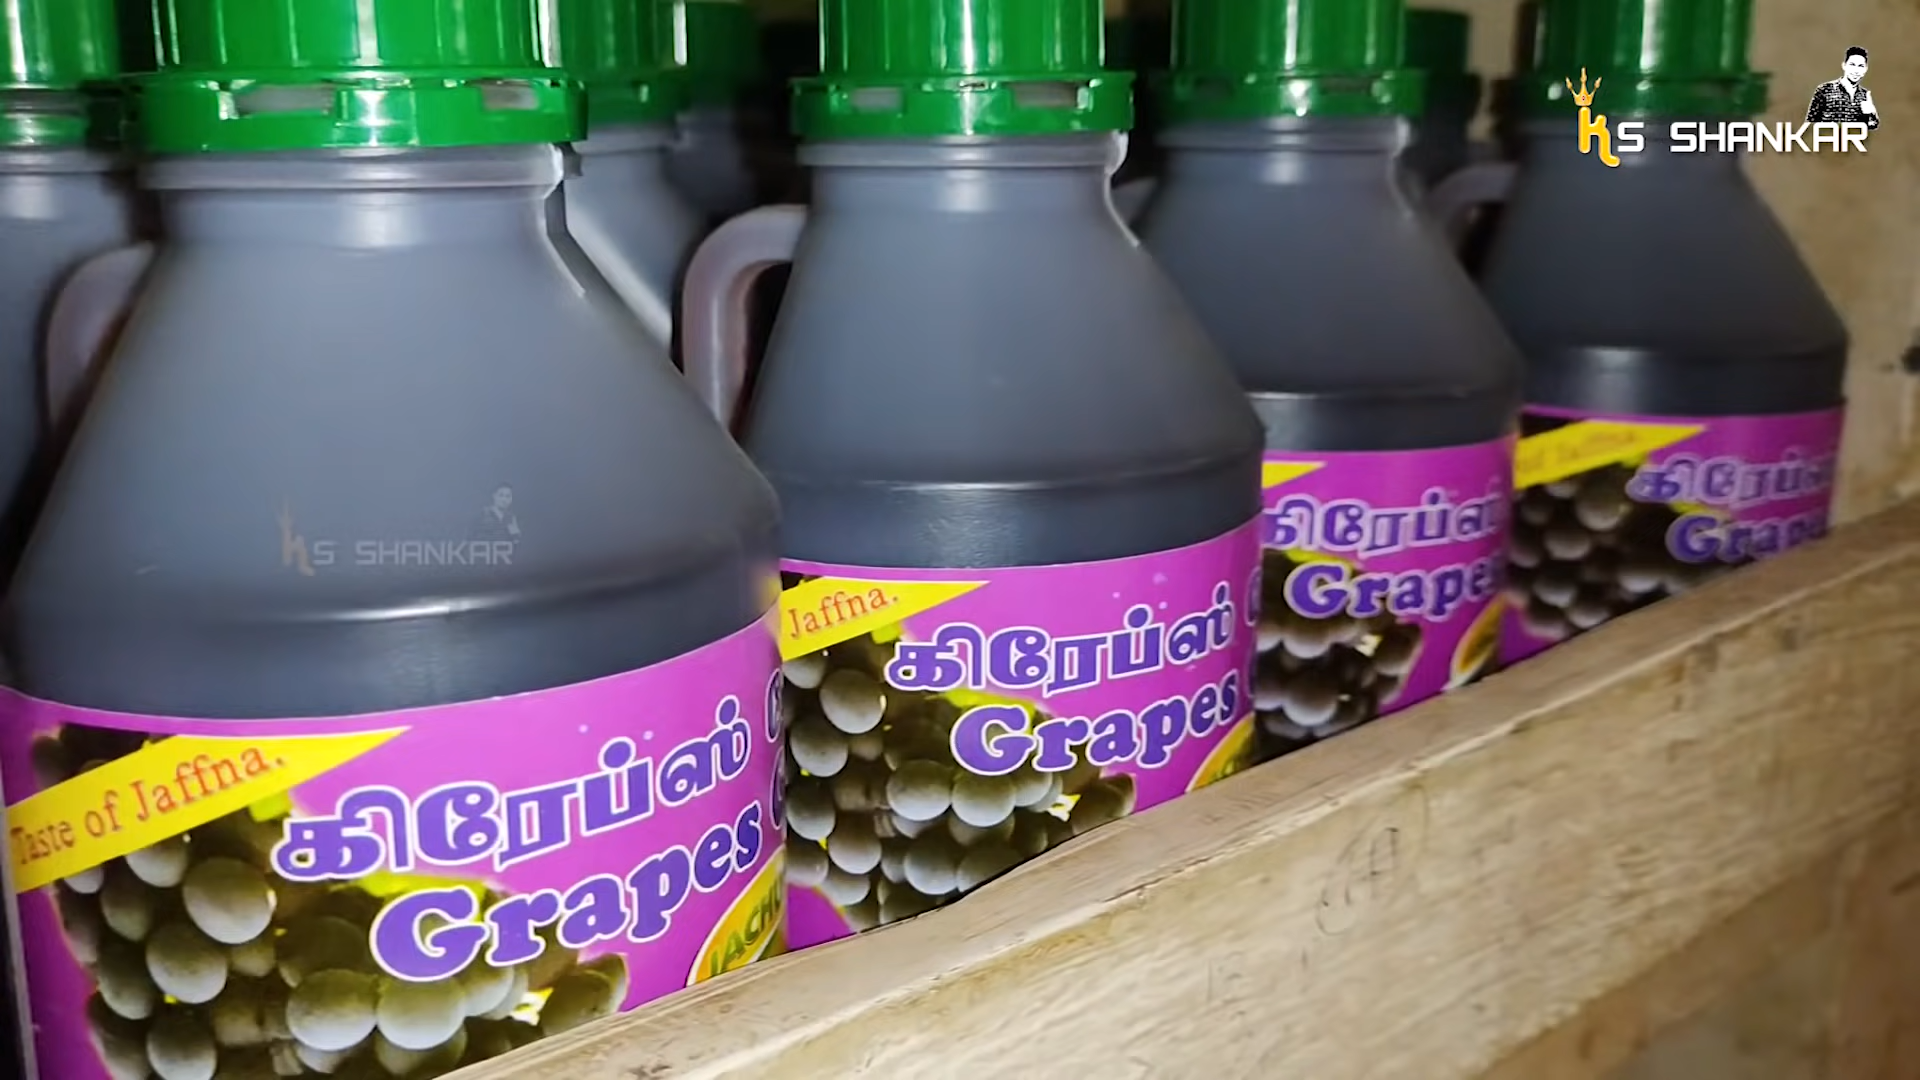 KS SHANKAR
KS SHANKAR
Taste of Jaffna.
கிரேப்ஸ்
Grapes
Jaffna.
கிரேப்ஸ்
Grapes
கிரேப்ஸ்
Grapes
கிரேப்
Grapes